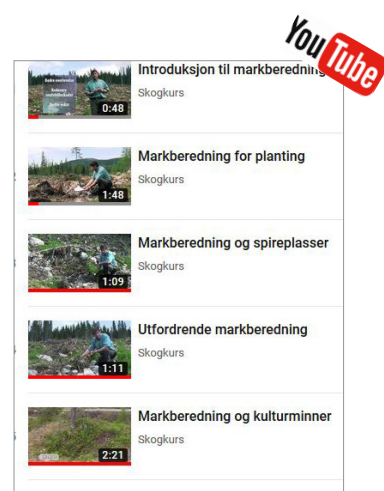 You Tube
Introduksjon til markberedning
Skogkurs
0:48
Markberedning for planting
Skogkurs
1:48
Markberedning og spireplasser
Skogkurs
1:09
Utfordrende markberedning
Skogkurs
1:11
Markberedning og kulturminner
Skogkurs
2:21